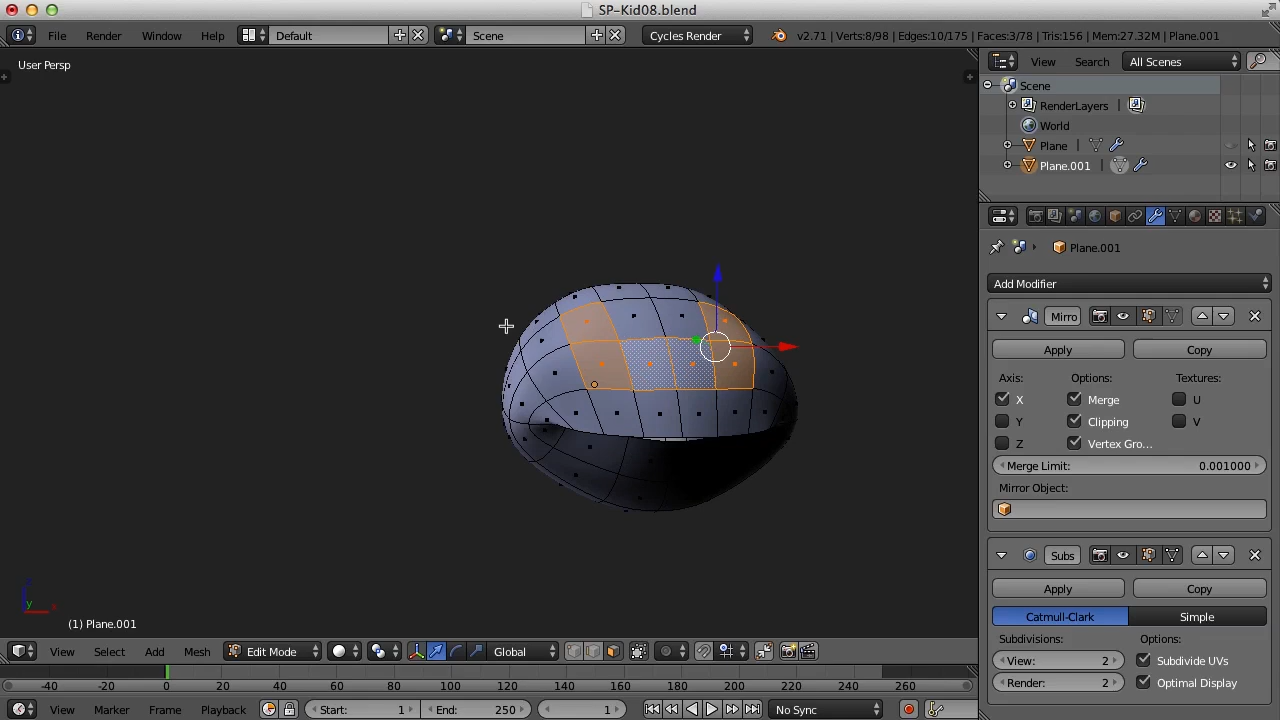 SP-Kid08.blend
File Render Window Help Default Scene Cycles Render v2.71 | Verts:8/98 | Edges:10/175 | Faces:3/78 | Tris:156 | Mem:27.32M | Plane.001
User Persp
View Search All Scenes
Scene
RenderLayers |
World
Plane |
Plane.001 |
Plane.001
Add Modifier
Mirro
Apply Copy
Axis: Options: Textures:
X Merge U
Y Clipping V
Z Vertex Gro...
Merge Limit: 0.001000
Mirror Object:
Subs
Apply Copy
Catmull-Clark Simple
Subdivisions: Options:
View: 2 Subdivide UVs
Render: 2 Optimal Display
z
y x
(1) Plane.001
View Select Add Mesh Edit Mode Global
-40 -20 0 20 40 60 80 100 120 140 160 180 200 220 240 260
View Marker Frame Playback Start: 1 End: 250 1 No Sync